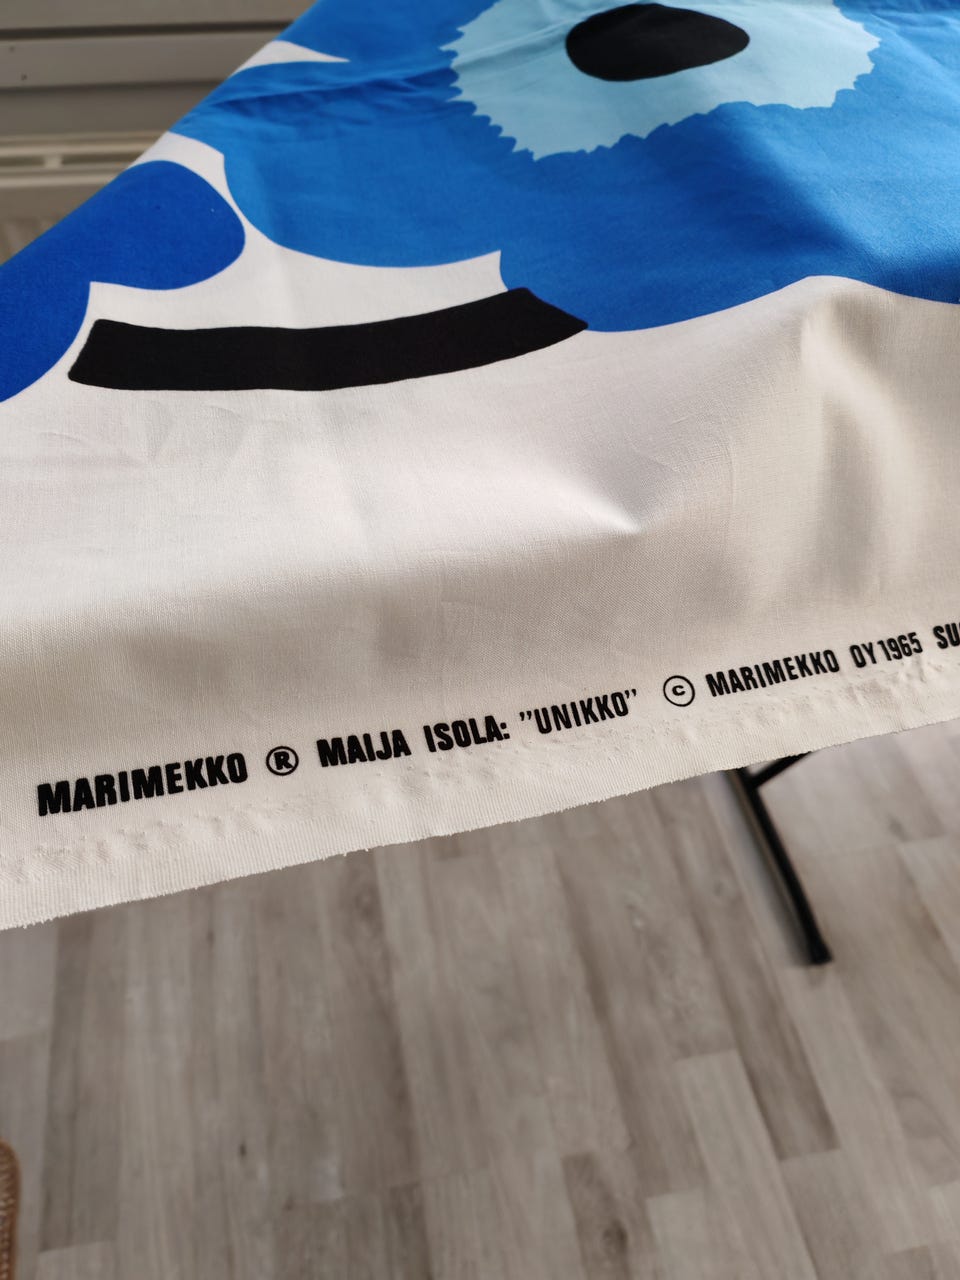 MARIMEKKO ® MAIJA ISOLA: ”UNIKKO” © MARIMEKKO OY 1965